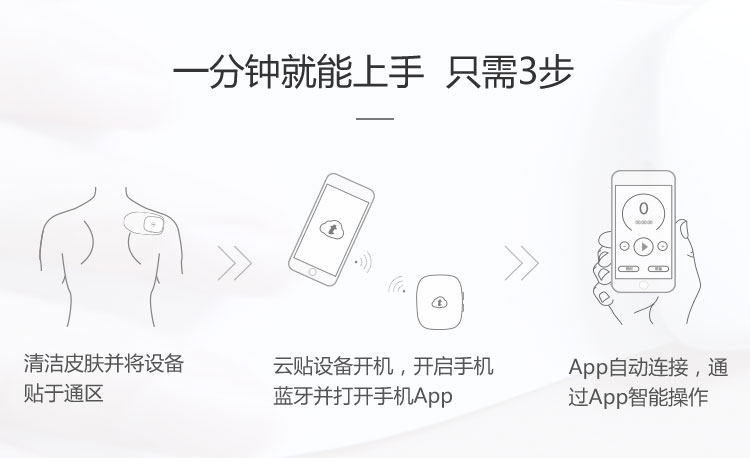 一分钟就能上手 只需3步
清洁皮肤并将设备
贴于通区
云贴设备开机，开启手机
蓝牙并打开手机App
App自动连接，通
过App智能操作
0
00:00:00